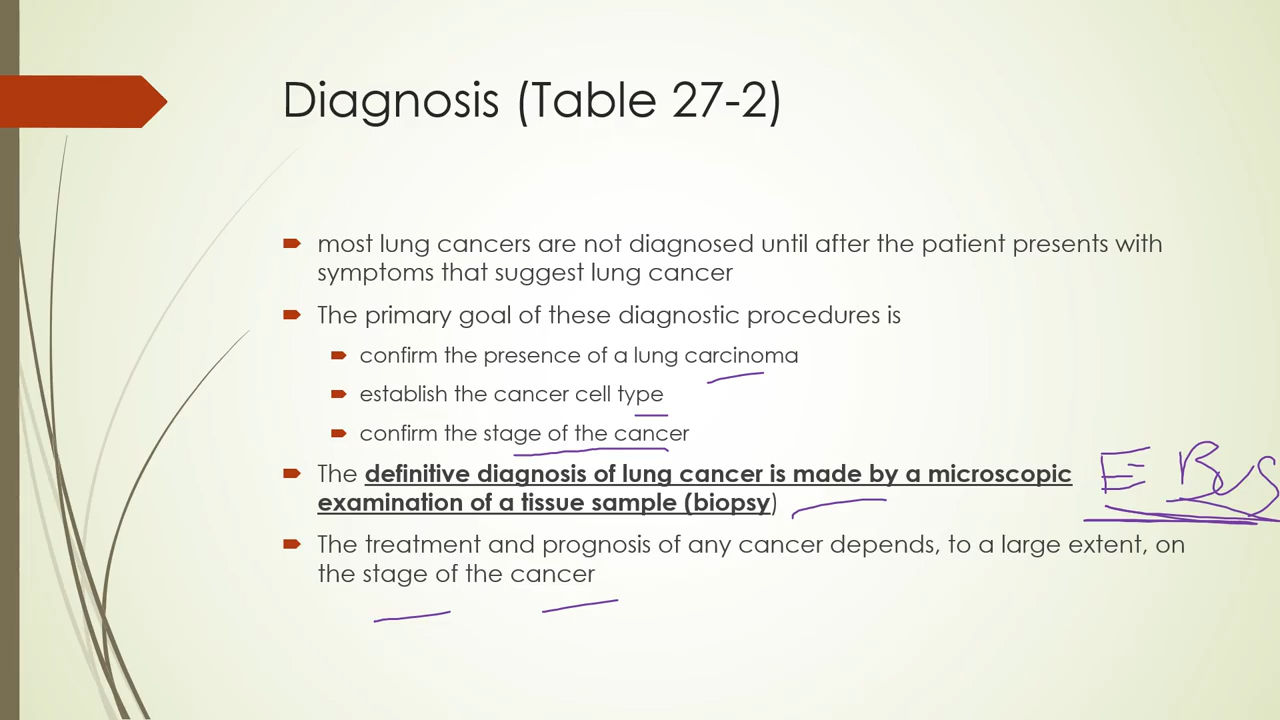 Diagnosis (Table 27-2)
most lung cancers are not diagnosed until after the patient presents with
symptoms that suggest lung cancer
The primary goal of these diagnostic procedures is
confirm the presence of a lung carcinoma
establish the cancer cell type
confirm the stage of the cancer
The definitive diagnosis of lung cancer is made by a microscopic
examination of a tissue sample (biopsy)
E BUS
The treatment and prognosis of any cancer depends, to a large extent, on
the stage of the cancer